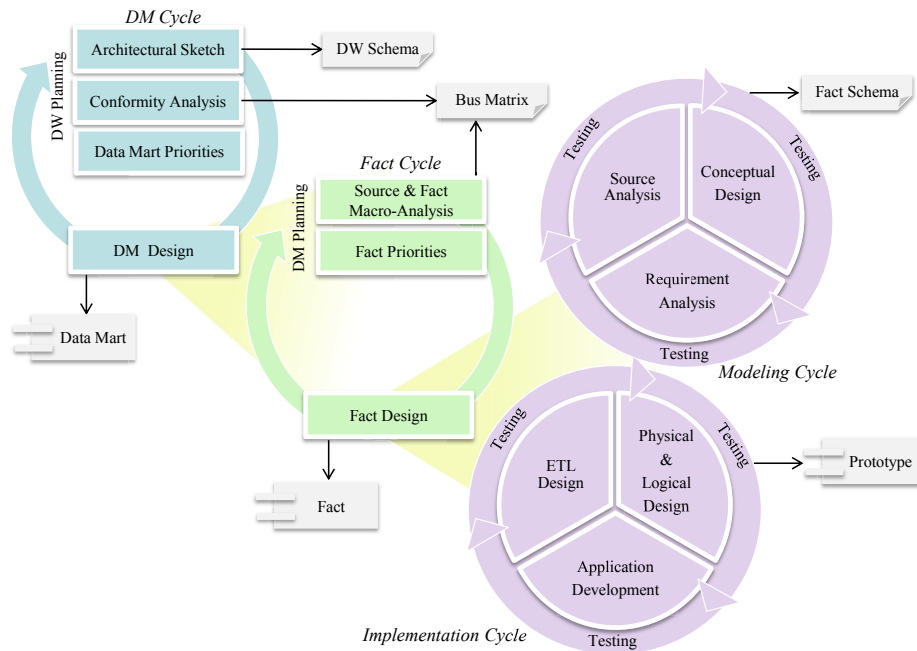 DM Cycle
Architectural Sketch
DW Schema
DW Planning
Conformity Analysis
Bus Matrix
Data Mart Priorities
DM Design
Data Mart
Fact Cycle
Source & Fact
Macro-Analysis
DM Planning
Fact Priorities
Fact Design
Fact
Fact Schema
Testing
Testing
Source
Analysis
Conceptual
Design
Requirement
Analysis
Testing
Modeling Cycle
Testing
Testing
ETL
Design
Physical
&
Logical
Design
Prototype
Application
Development
Implementation Cycle
Testing